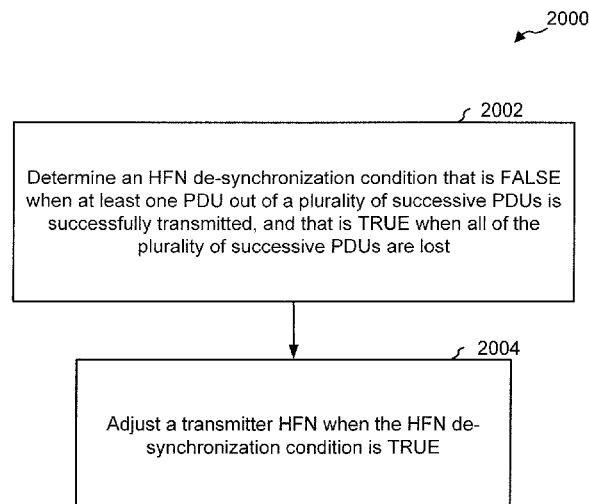 2000
2002
Determine an HFN de-synchronization condition that is FALSE
when at least one PDU out of a plurality of successive PDUs is
successfully transmitted, and that is TRUE when all of the
plurality of successive PDUs are lost
2004
Adjust a transmitter HFN when the HFN de-
synchronization condition is TRUE